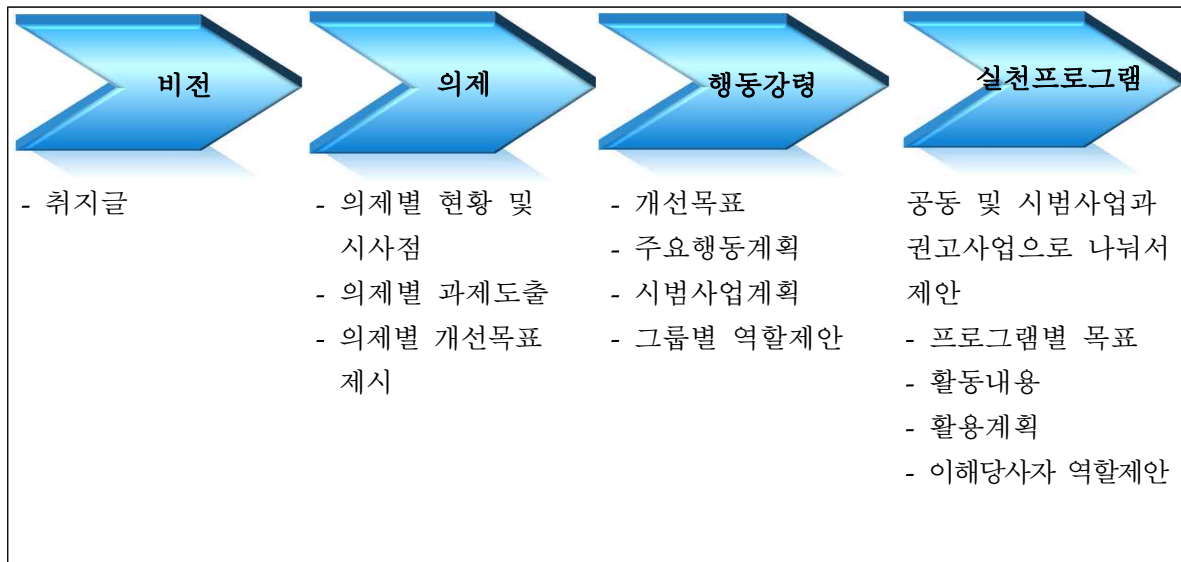 비전
- 취지글
의제
- 의제별 현황 및
시사점
- 의제별 과제도출
- 의제별 개선목표
제시
행동강령
- 개선목표
- 주요행동계획
- 시범사업계획
- 그룹별 역할제안
실천프로그램
공동 및 시범사업과
권고사업으로 나눠서
제안
- 프로그램별 목표
- 활동내용
- 활용계획
- 이해당사자 역할제안